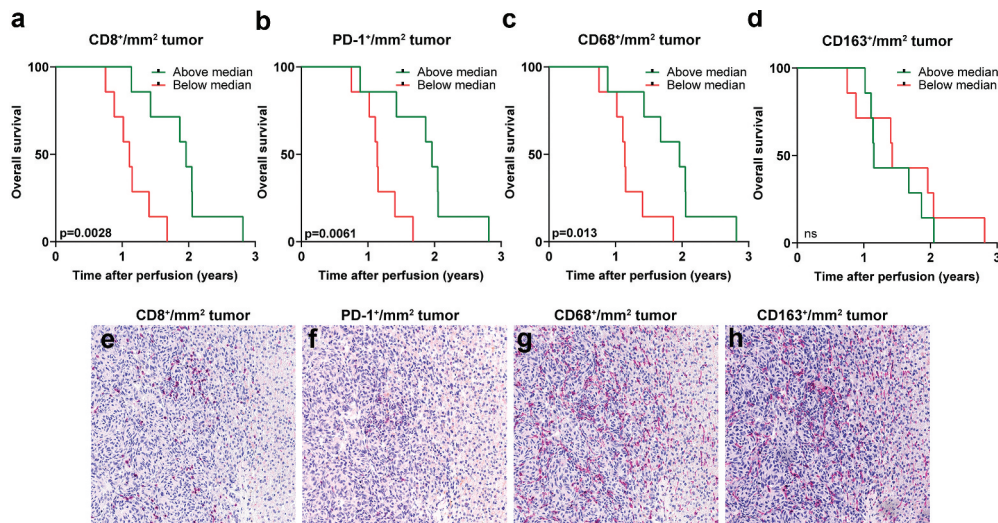 a
CD8⁺/mm² tumor
100
50
0
Overall survival
Above median
Below median
p=0.0028
0
1
2
3
Time after perfusion (years)
b
PD-1⁺/mm² tumor
100
50
0
Overall survival
Above median
Below median
p=0.0061
0
1
2
3
Time after perfusion (years)
c
CD68⁺/mm² tumor
100
50
0
Overall survival
Above median
Below median
p=0.013
0
1
2
3
Time after perfusion (years)
d
CD163⁺/mm² tumor
100
50
0
Overall survival
Above median
Below median
ns
0
1
2
3
Time after perfusion (years)
CD8⁺/mm² tumor
e
PD-1⁺/mm² tumor
f
CD68⁺/mm² tumor
g
CD163⁺/mm² tumor
h